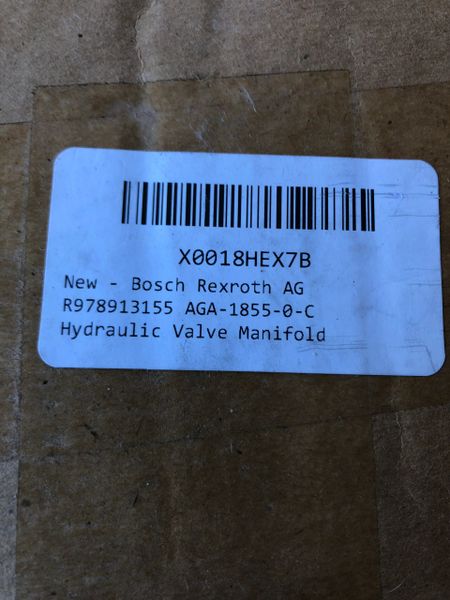 X0018HEX7B
New - Bosch Rexroth AG
R978913155 AGA-1855-0-C
Hydraulic Valve Manifold